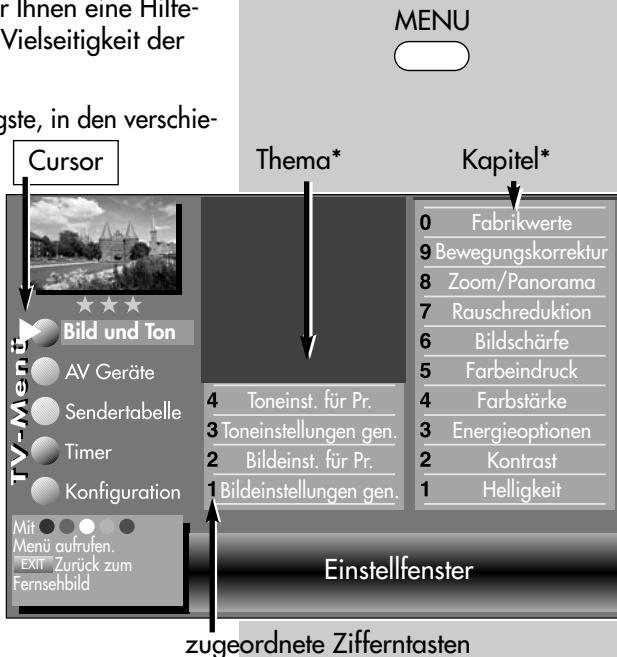 r Ihnen eine Hilfe-
Vielseitigkeit der
gste, in den verschie-
MENU
Cursor
Thema*
Kapitel*
TV-Menü
Bild und Ton
AV Geräte
Sendertabelle
Timer
Konfiguration
Mit
Menü aufrufen.
EXIT Zurück zum
Fernsehbild
4 Toneinst. für Pr.
3 Toneinstellungen gen.
2 Bildeinst. für Pr.
1 Bildeinstellungen gen.
0 Fabrikwerte
9 Bewegungskorrektur
8 Zoom/Panorama
7 Rauschreduktion
6 Bildschärfe
5 Farbeindruck
4 Farbstärke
3 Energieoptionen
2 Kontrast
1 Helligkeit
Einstellfenster
zugeordnete Zifferntasten